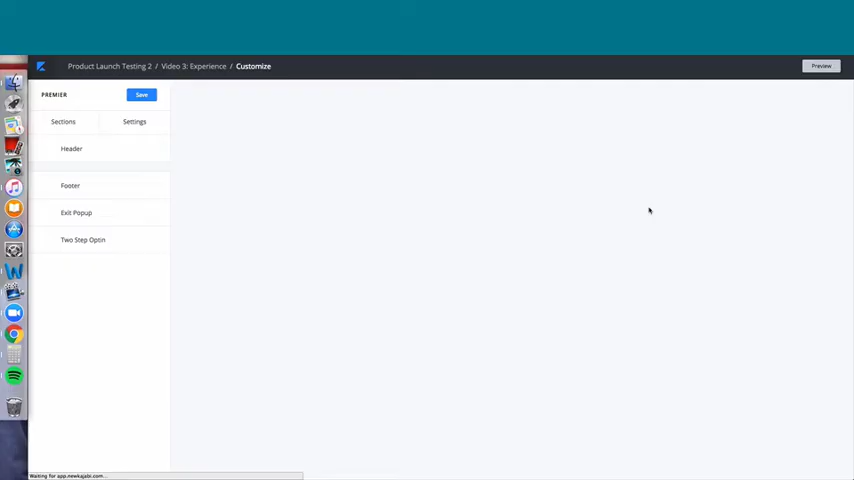 Product Launch Testing 2 / Video 3: Experience / Customize
Preview
PREMIER
Save
Sections
Settings
Header
Footer
Exit Popup
Two Step Optin
Waiting for app.newkajabi.com...